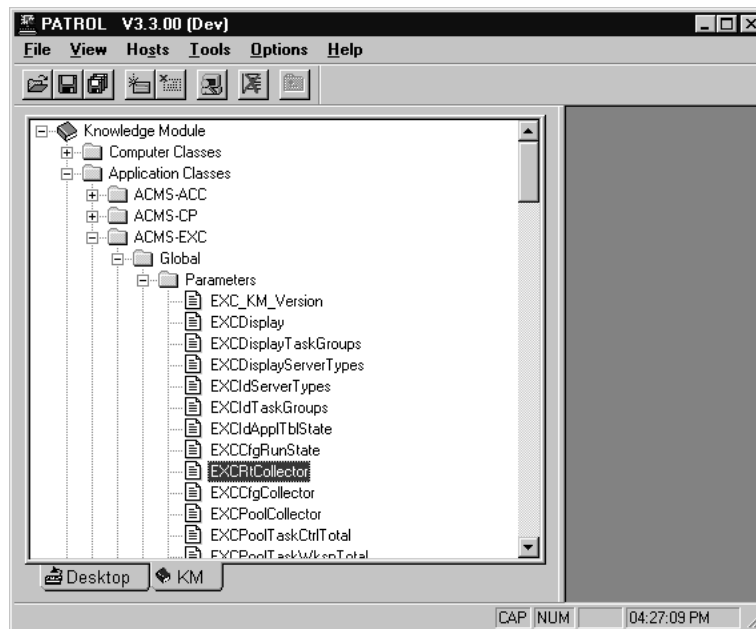 PATROL V3.3.00 (Dev)
File View Hosts Tools Options Help
Knowledge Module
Computer Classes
Application Classes
ACMS-ACC
ACMS-CP
ACMS-EXC
Global
Parameters
EXC_KM_Version
EXCDisplay
EXCDisplayTaskGroups
EXCDisplayServerTypes
EXCIdServerTypes
EXCIdTaskGroups
EXCIdApplTblState
EXCCfgRunState
EXCRtCollector
EXCCfgCollector
EXCPoolCollector
EXCPoolTaskCtrlTotal
EXCPoolTaskWkspTotal
Desktop KM
CAP NUM 04:27:09 PM